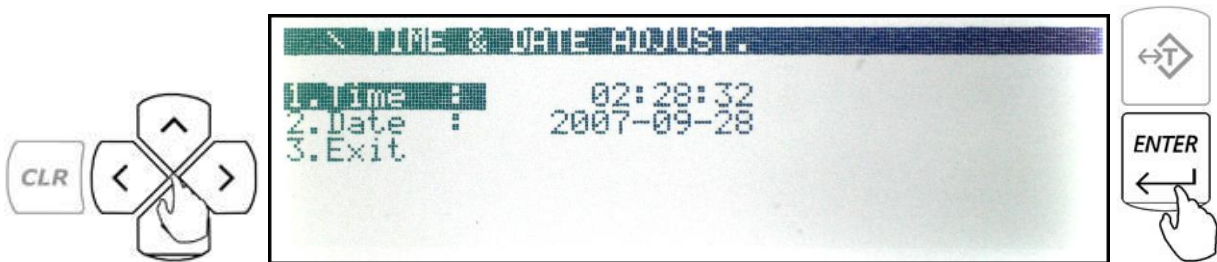 \ TIME & DATE ADJUST.
1.Time : 02:28:32
2.Date : 2007-09-28
3.Exit
CLR
↔T
ENTER